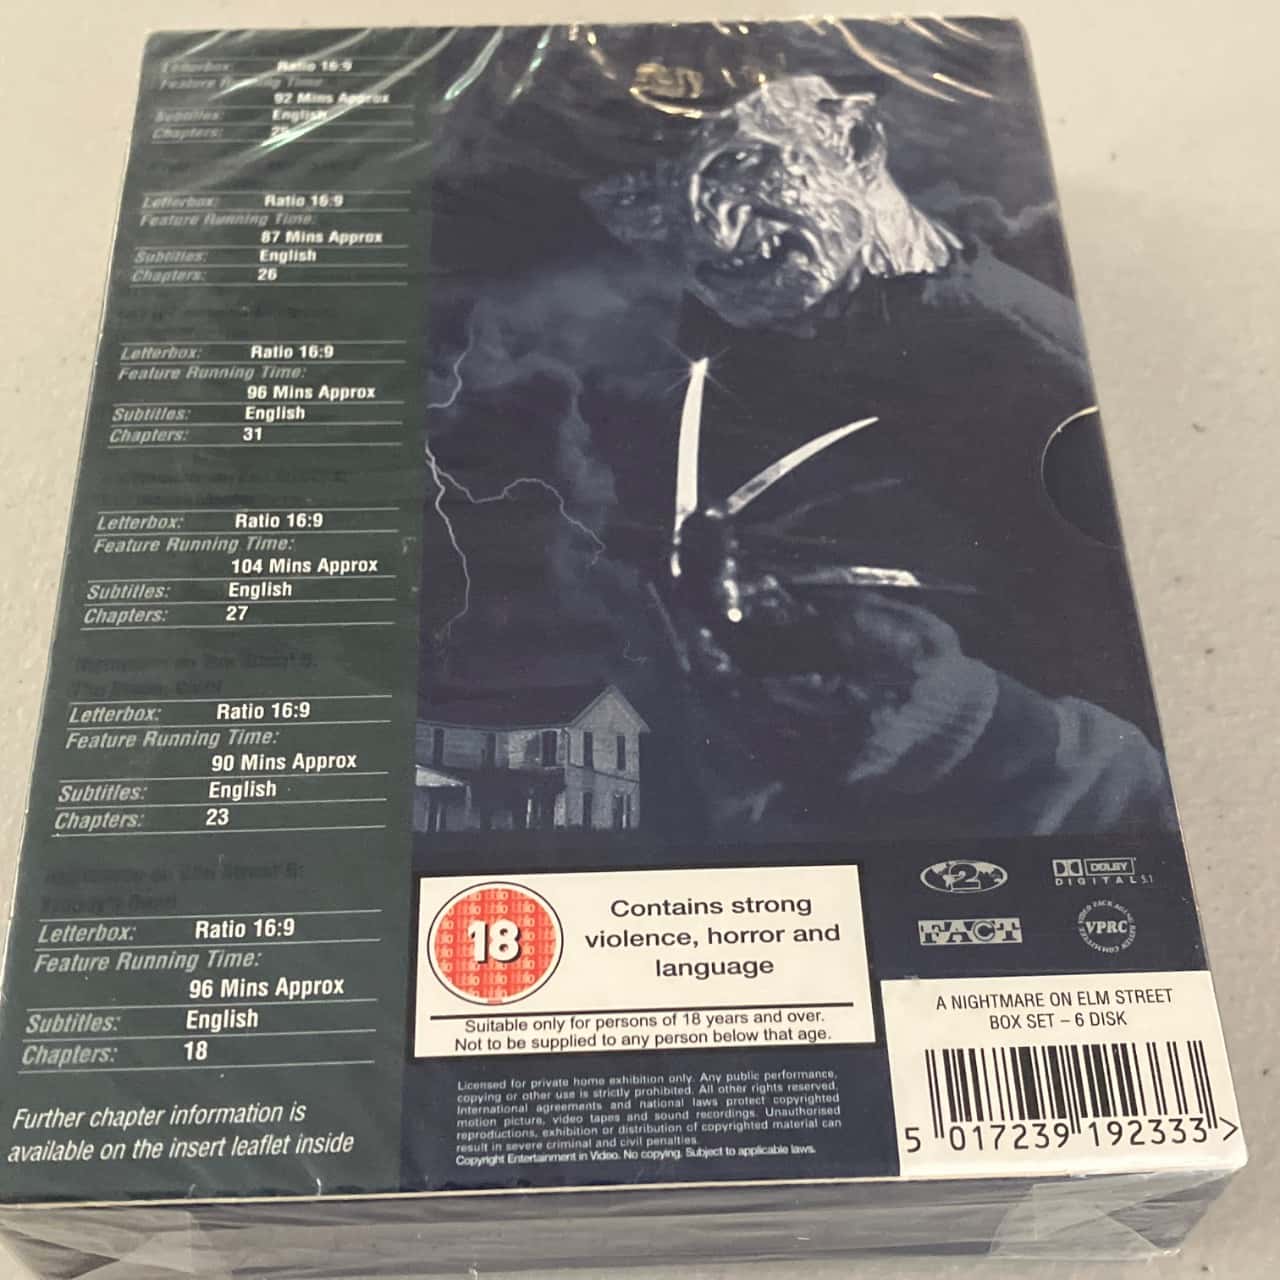 Letterbox: Ratio 16:9
Feature Running Time:
92 Mins Approx
Subtitles: English
Chapters:
Letterbox: Ratio 16:9
Feature Running Time:
87 Mins Approx
Subtitles: English
Chapters: 26
Letterbox: Ratio 16:9
Feature Running Time:
96 Mins Approx
Subtitles: English
Chapters: 31
Letterbox: Ratio 16:9
Feature Running Time:
104 Mins Approx
Subtitles: English
Chapters: 27
Letterbox: Ratio 16:9
Feature Running Time:
90 Mins Approx
Subtitles: English
Chapters: 23
Letterbox: Ratio 16:9
Feature Running Time:
96 Mins Approx
Subtitles: English
Chapters: 18
Further chapter information is
available on the insert leaflet inside
2
DOLBY
DIGITAL 5.1
FACT
VPRC
18
Contains strong
violence, horror and
language
Suitable only for persons of 18 years and over.
Not to be supplied to any person below that age.
Licensed for private home exhibition only. Any public performance,
copying or other use is strictly prohibited. All other rights reserved.
International agreements and national laws protect copyrighted
motion picture, video tapes and sound recordings. Unauthorised
reproductions, exhibition or distribution of copyrighted material can
result in severe criminal and civil penalties.
Copyright Entertainment in Video. No copying. Subject to applicable laws.
A NIGHTMARE ON ELM STREET
BOX SET – 6 DISK
5 017239 192333 >